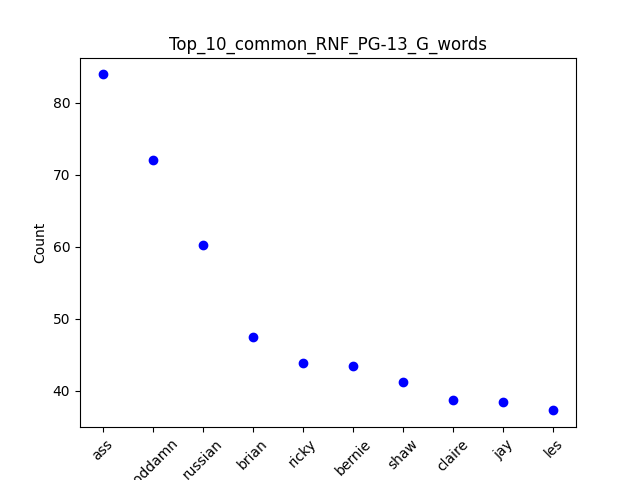 Top_10_common_RNF_PG-13_G_words
Count
80
70
60
50
40
ass
oddamn
russian
brian
ricky
bernie
shaw
claire
jay
les